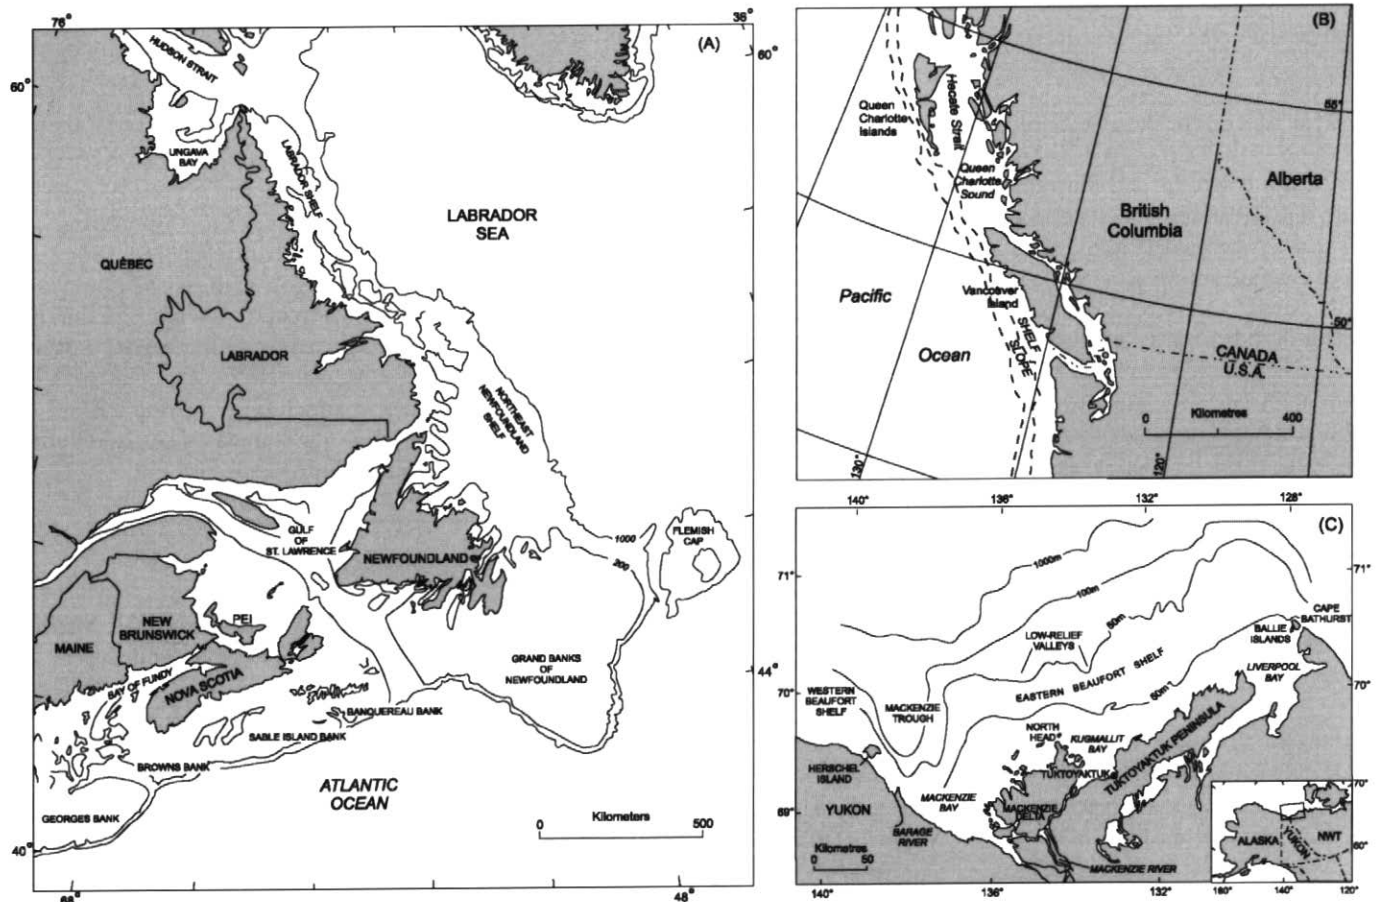 76°
36°
(A)
HUDSON STRAIT
60°
60°
UNGAVA
BAY
LABRADOR SHELF
LABRADOR
SEA
QUÉBEC
LABRADOR
NORTHEAST
NEWFOUNDLAND
SHELF
GULF
OF
ST. LAWRENCE
NEWFOUNDLAND
1000
200
FLEMISH
CAP
PEI
NEW
BRUNSWICK
MAINE
BAY OF FUNDY
NOVA SCOTIA
GRAND BANKS
OF
NEWFOUNDLAND
44°
BANQUEREAU BANK
SABLE ISLAND BANK
BROWNS BANK
ATLANTIC
OCEAN
GEORGES BANK
Kilometers
0
500
40°
68°
48°
(B)
Queen
Charlotte
Islands
Hecate Strait
55°
Queen
Charlotte
Sound
Alberta
British
Columbia
Pacific
Ocean
Vancouver
Island
SHELF
SLOPE
50°
CANADA
U.S.A.
0 Kilometres 400
130°
120°
140°
136°
132°
128°
(C)
1000m
71°
71°
100m
50m
CAPE
BATHURST
BALLIE
ISLANDS
LOW-RELIEF
VALLEYS
LIVERPOOL
BAY
EASTERN BEAUFORT SHELF
50m
70°
70°
WESTERN
BEAUFORT
SHELF
MACKENZIE
TROUGH
NORTH
HEAD
KUGMALLIT
BAY
TUKTOYAKTUK PENINSULA
HERSCHEL
ISLAND
TUKTOYAKTUK
MACKENZIE
BAY
MACKENZIE
DELTA
69°
YUKON
BARAGE
RIVER
Kilometres
0
50
MACKENZIE RIVER
140°
136°
132°
70°
ALASKA
YUKON
NWT
60°
160°
140°
120°